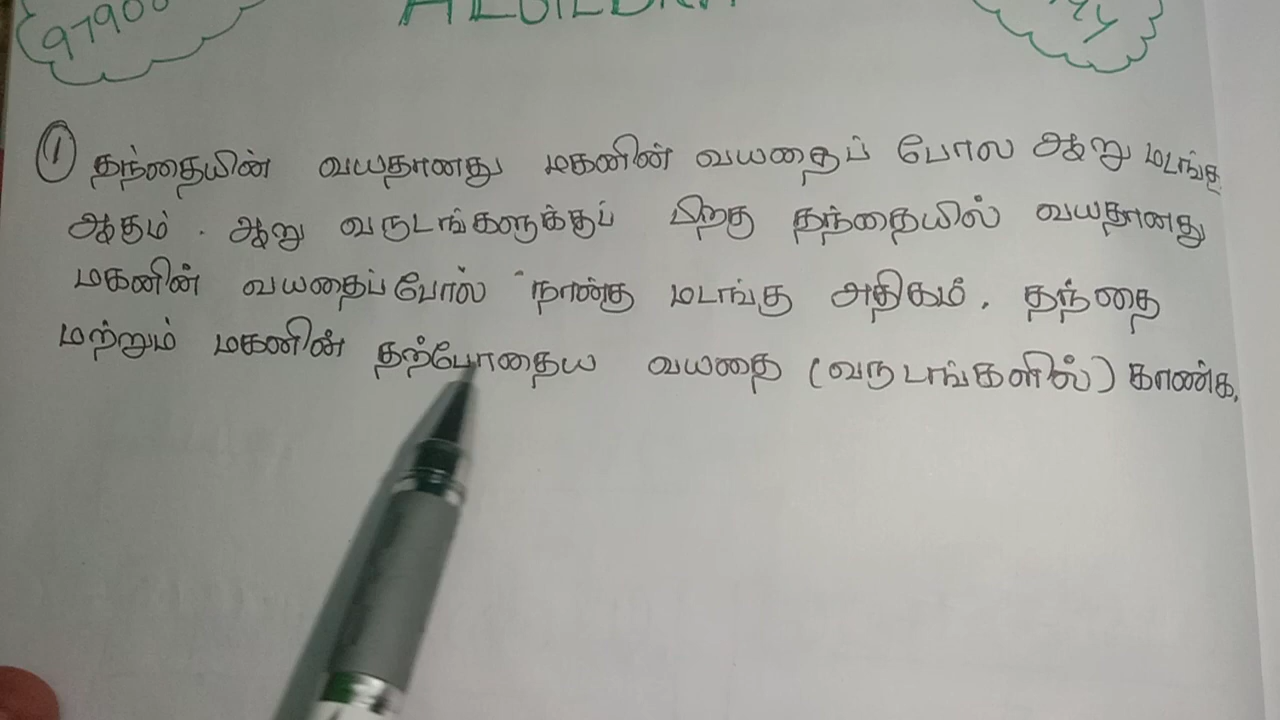 97900
① தந்தையின் வயதானது மகனின் வயதைப் போல ஆறு மடங்கு
ஆகும். ஆறு வருடங்களுக்குப் பிறகு தந்தையில் வயதானது
மகனின் வயதைப்போல் நான்கு மடங்கு அதிகம். தந்தை
மற்றும் மகனின் தற்போதைய வயதை (வருடங்களில்) காண்க.